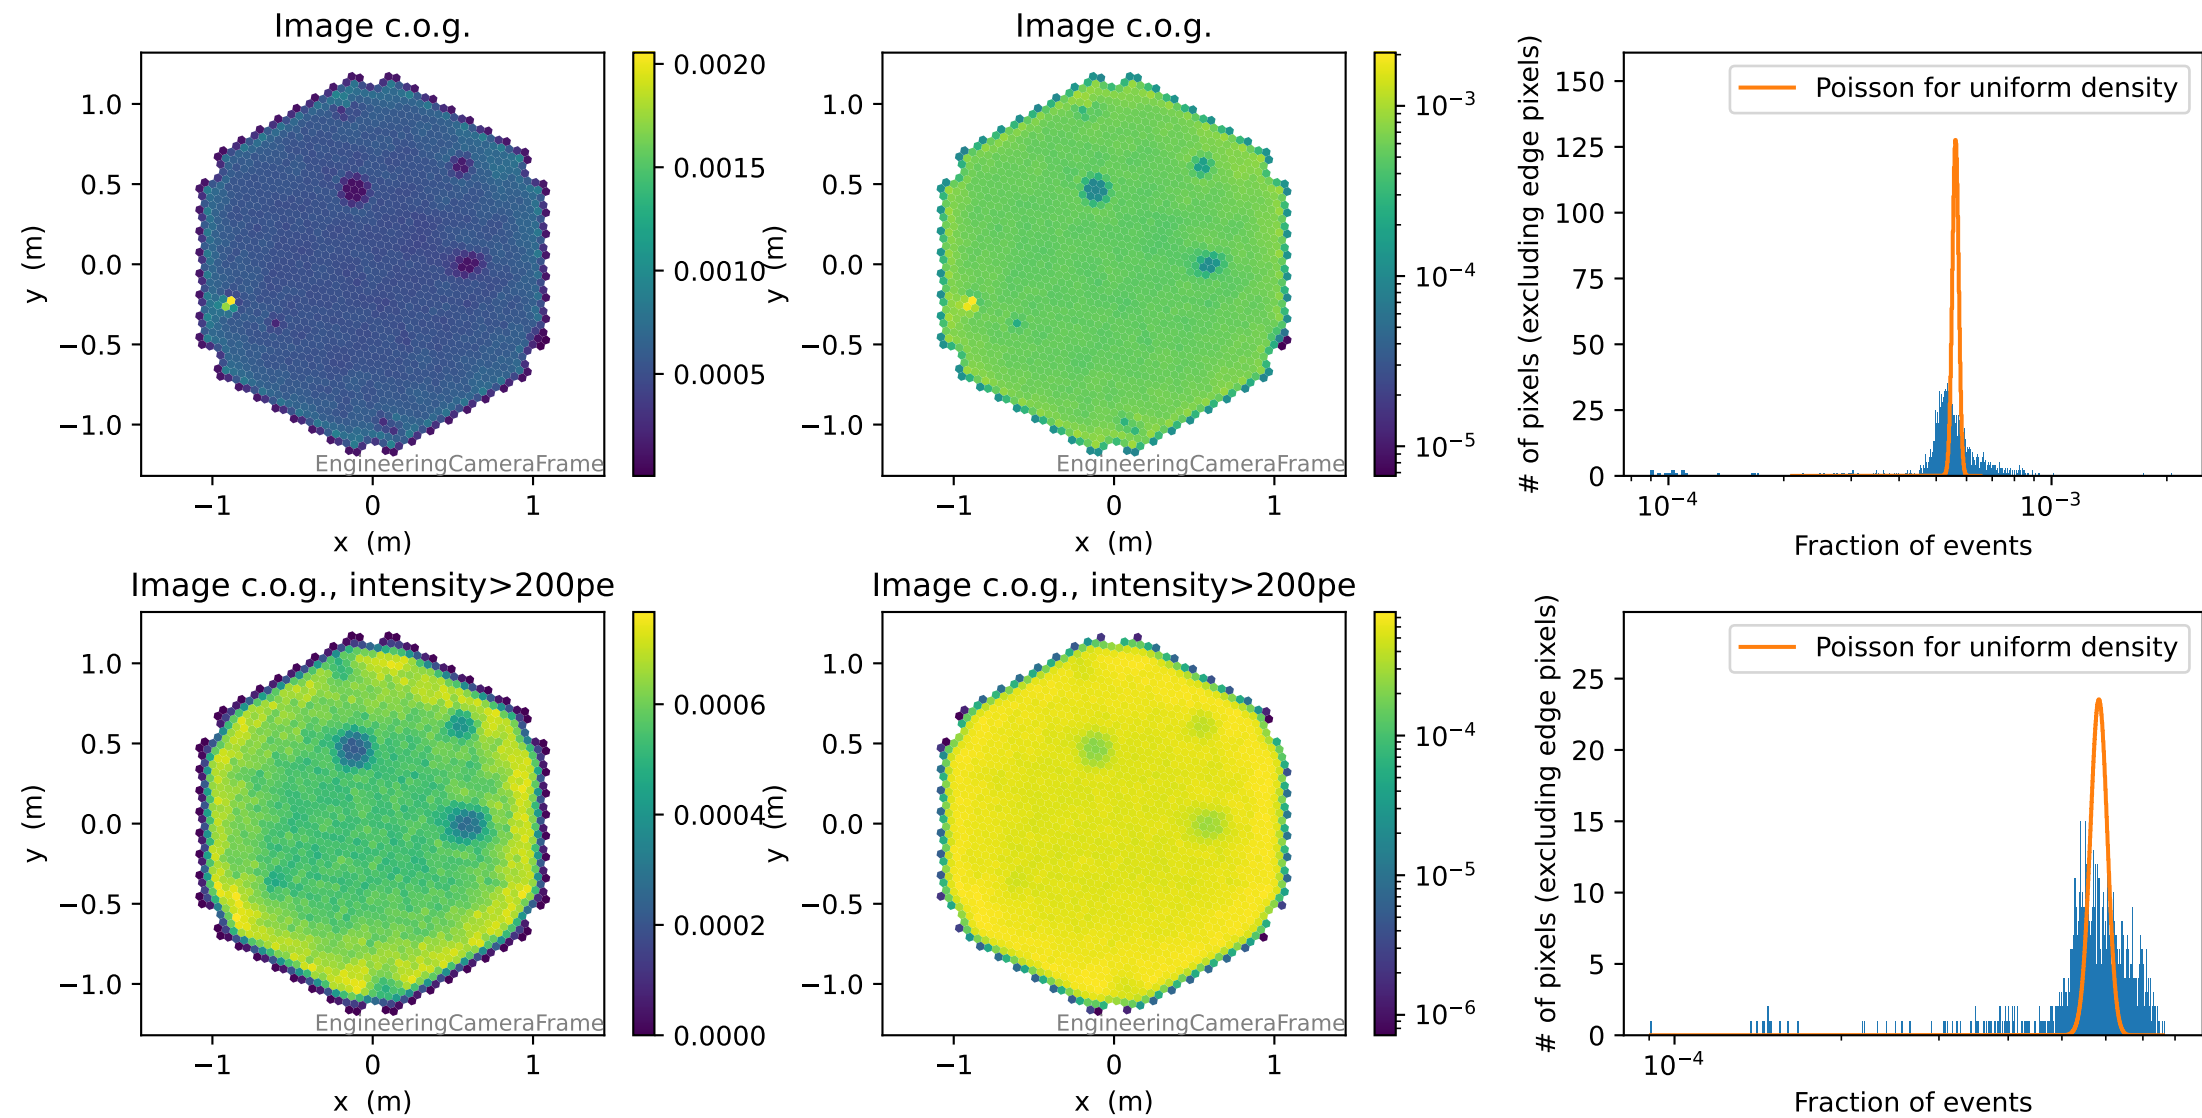 Image c.o.g.
1.0
0.5
0.0
−0.5
−1.0
y (m)
−1
0
1
x (m)
EngineeringCameraFrame
0.0020
0.0015
0.0010
0.0005
Image c.o.g.
1.0
0.5
0.0
−0.5
−1.0
y (m)
−1
0
1
x (m)
EngineeringCameraFrame
10⁻³
10⁻⁴
10⁻⁵
# of pixels (excluding edge pixels)
150
125
100
75
50
25
0
Poisson for uniform density
10⁻⁴
10⁻³
Fraction of events
Image c.o.g., intensity>200pe
1.0
0.5
0.0
−0.5
−1.0
y (m)
−1
0
1
x (m)
EngineeringCameraFrame
0.0006
0.0004
0.0002
0.0000
Image c.o.g., intensity>200pe
1.0
0.5
0.0
−0.5
−1.0
y (m)
−1
0
1
x (m)
EngineeringCameraFrame
10⁻⁴
10⁻⁵
10⁻⁶
# of pixels (excluding edge pixels)
25
20
15
10
5
0
Poisson for uniform density
10⁻⁴
Fraction of events